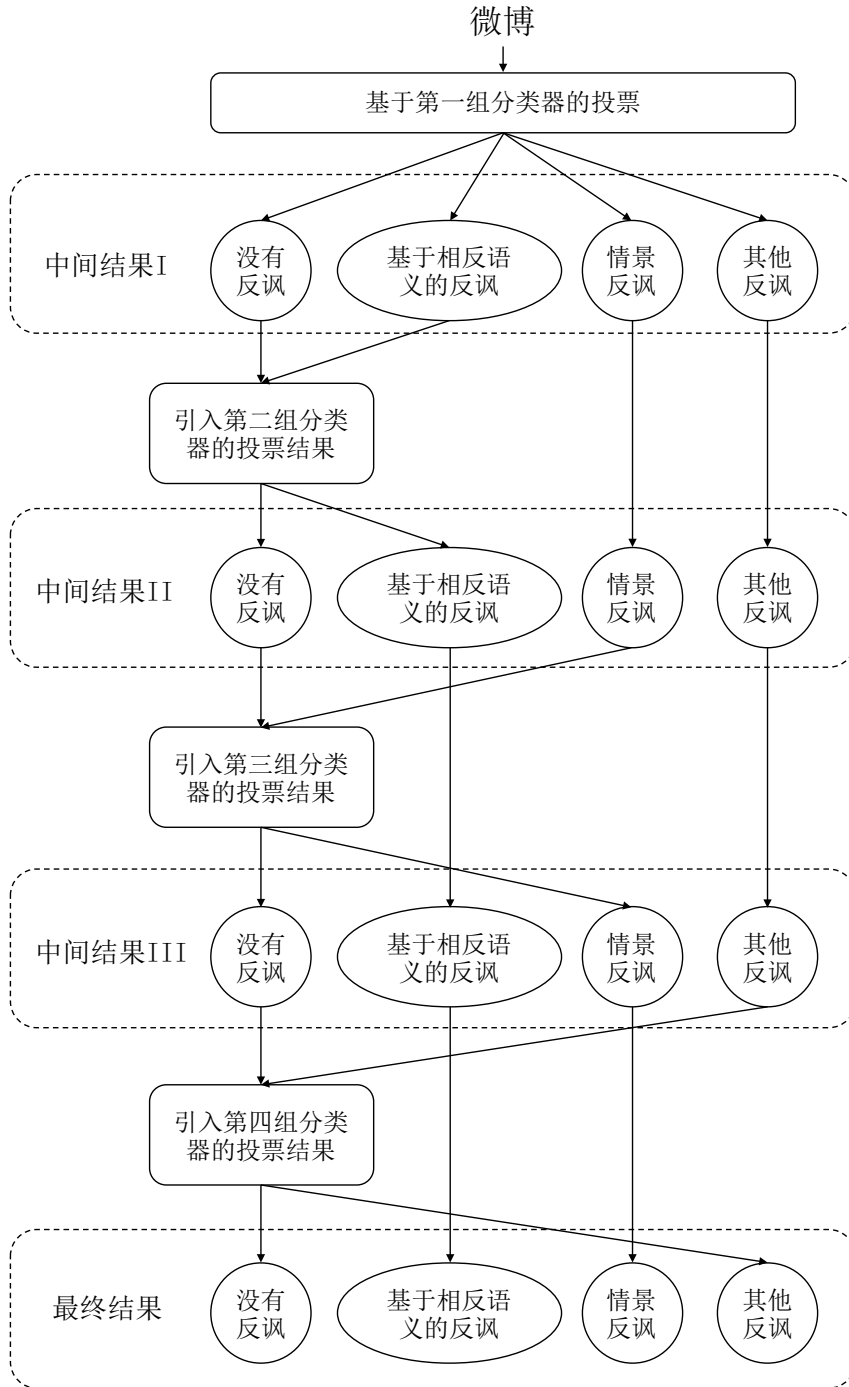 微博
基于第一组分类器的投票
中间结果I
没有
反讽
基于相反语
义的反讽
情景
反讽
其他
反讽
引入第二组分类
器的投票结果
中间结果II
没有
反讽
基于相反语
义的反讽
情景
反讽
其他
反讽
引入第三组分类
器的投票结果
中间结果III
没有
反讽
基于相反语
义的反讽
情景
反讽
其他
反讽
引入第四组分类
器的投票结果
最终结果
没有
反讽
基于相反语
义的反讽
情景
反讽
其他
反讽